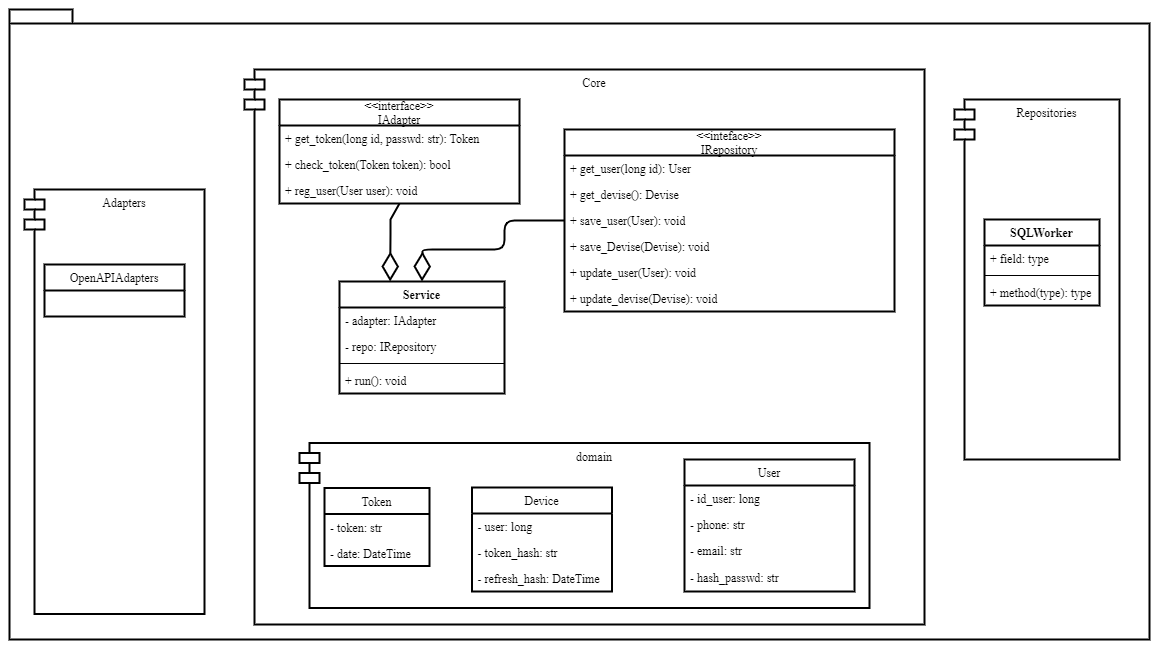 Core
<<interface>>
IAdapter
+ get_token(long id, passwd: str): Token
+ check_token(Token token): bool
+ reg_user(User user): void
<<inteface>>
IRepository
+ get_user(long id): User
+ get_devise(): Devise
+ save_user(User): void
+ save_Devise(Devise): void
+ update_user(User): void
+ update_devise(Devise): void
Repositories
SQLWorker
+ field: type
+ method(type): type
Adapters
OpenAPIAdapters
Service
- adapter: IAdapter
- repo: IRepository
+ run(): void
domain
Token
- token: str
- date: DateTime
Device
- user: long
- token_hash: str
- refresh_hash: DateTime
User
- id_user: long
- phone: str
- email: str
- hash_passwd: str